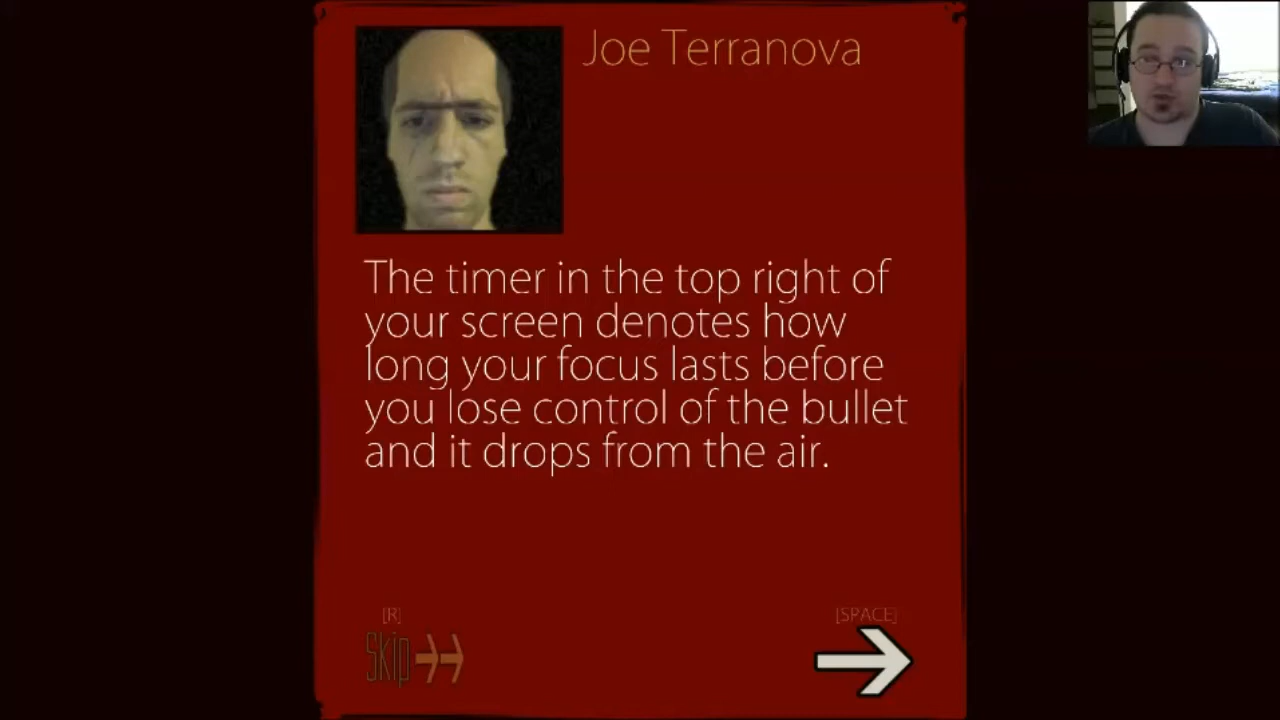 Joe Terranova
The timer in the top right of
your screen denotes how
long your focus lasts before
you lose control of the bullet
and it drops from the air.
[R]
[SPACE]
Skip